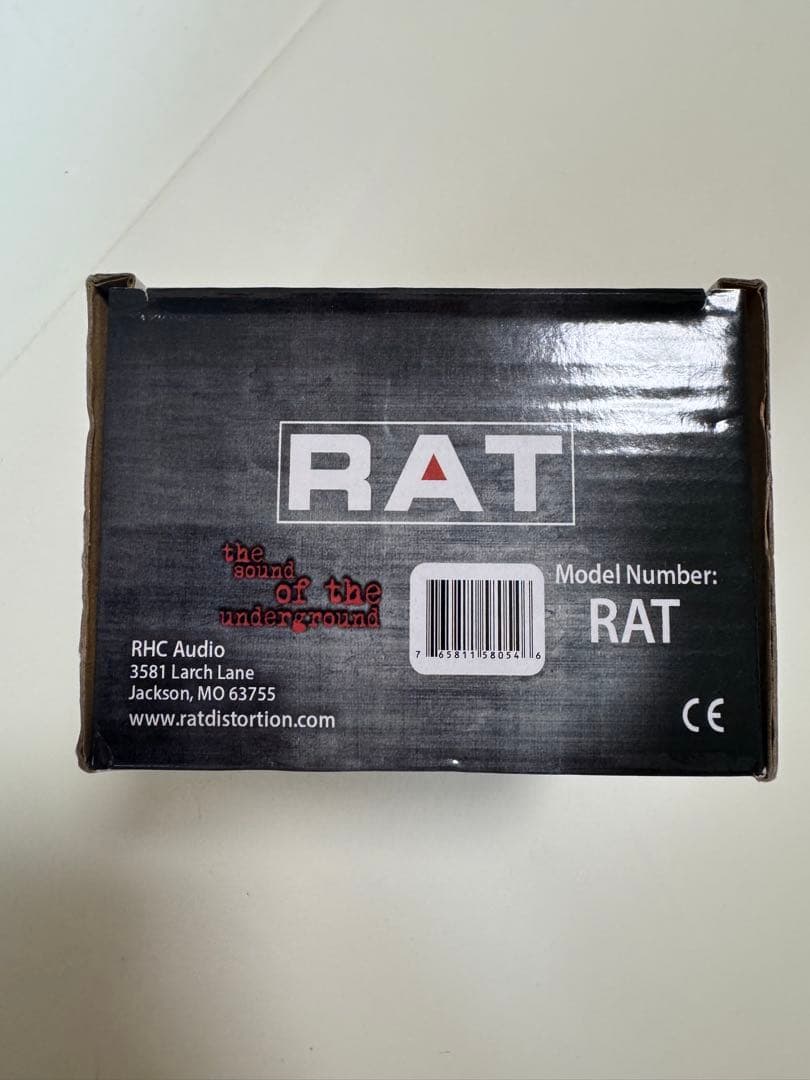 RAT
the
sound
of the
underground
Model Number:
RAT
7 65811 58054 6
RHC Audio
3581 Larch Lane
Jackson, MO 63755
www.ratdistortion.com
CE